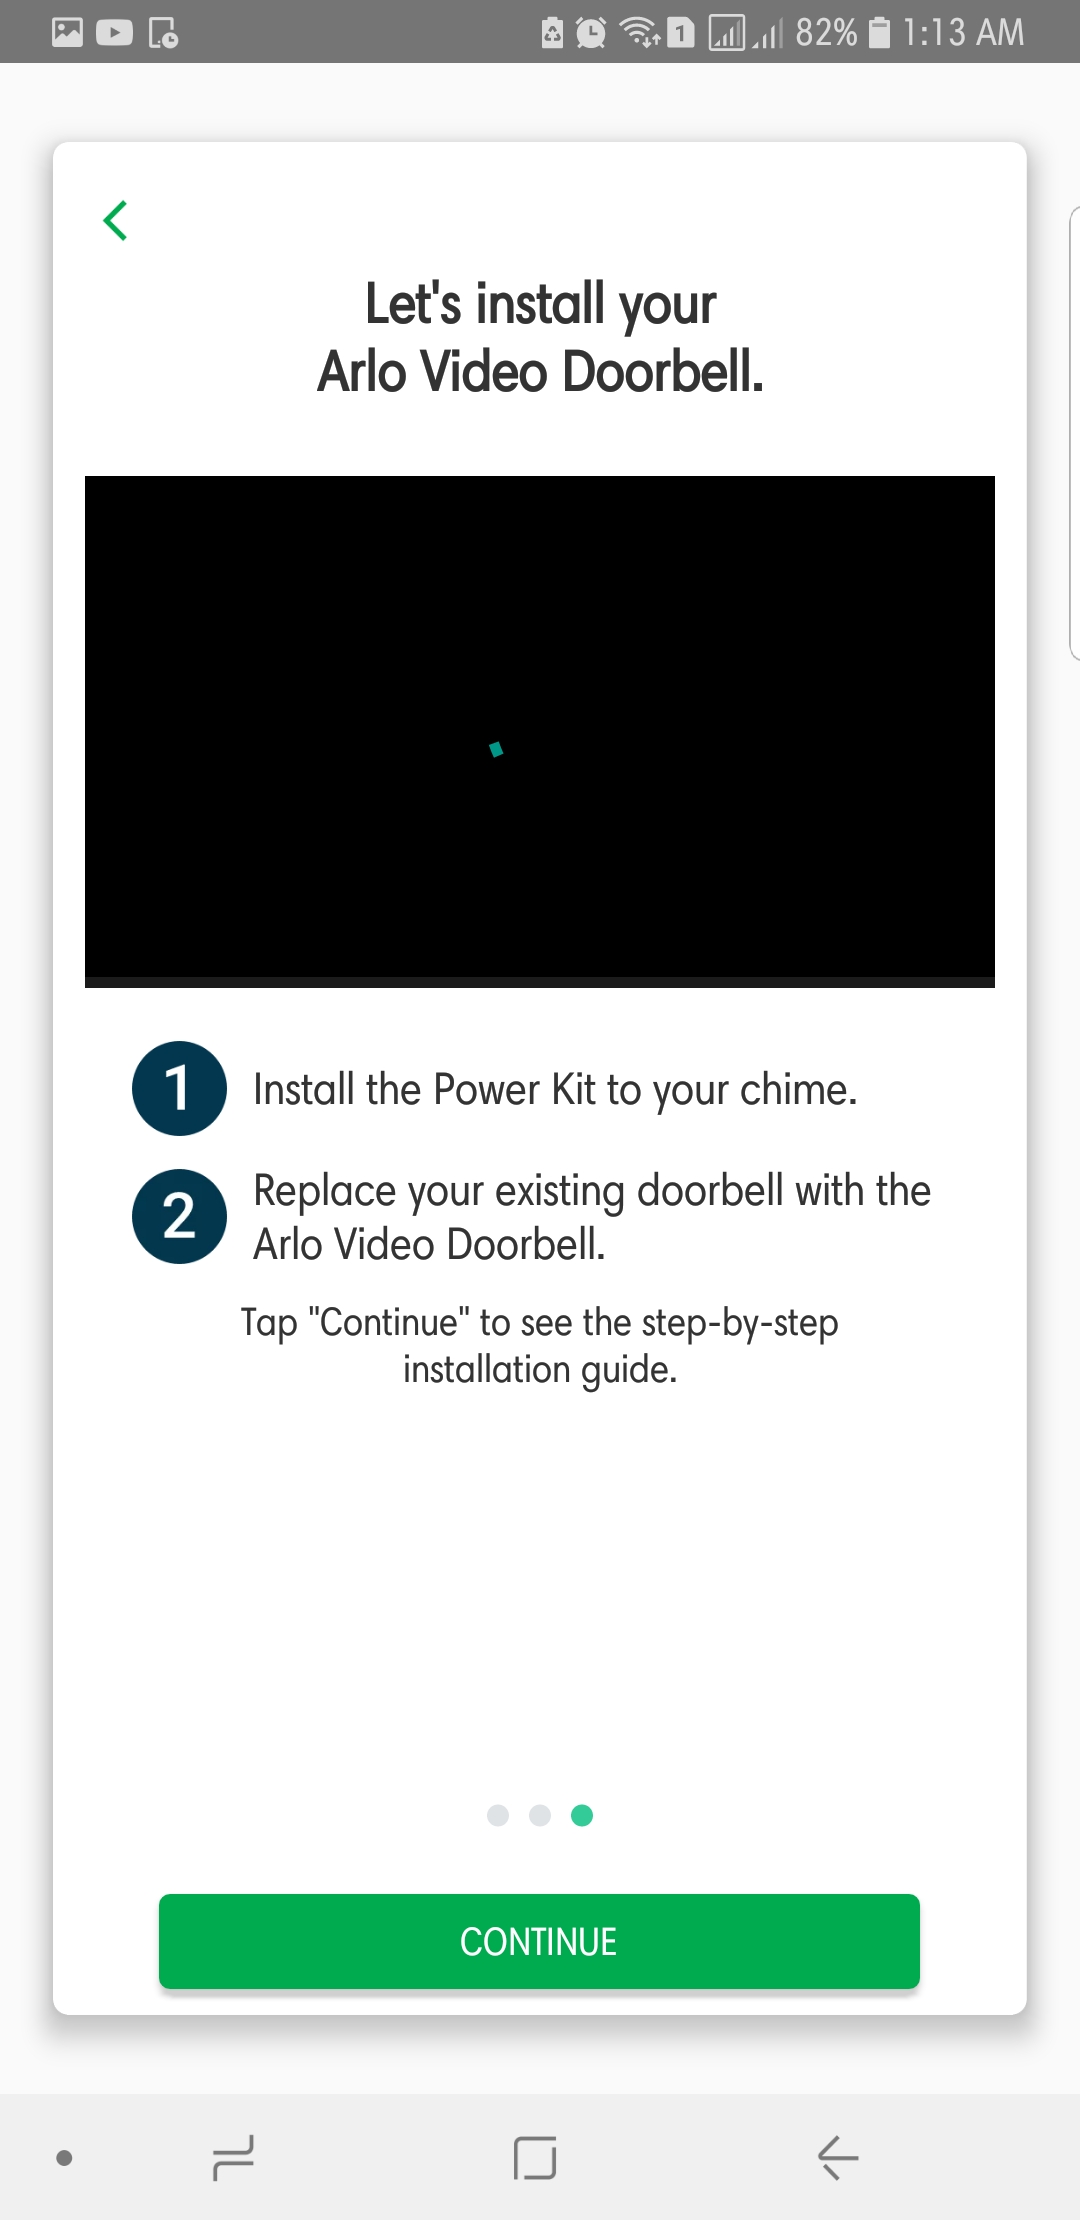 1 82% 1:13 AM
Let's install your
Arlo Video Doorbell.
1 Install the Power Kit to your chime.
2 Replace your existing doorbell with the
Arlo Video Doorbell.
Tap "Continue" to see the step-by-step
installation guide.
CONTINUE